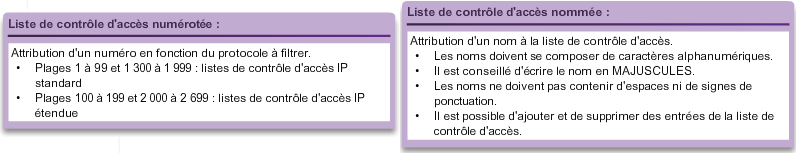 Liste de contrôle d'accès numérotée :
Attribution d'un numéro en fonction du protocole à filtrer.
• Plages 1 à 99 et 1 300 à 1 999 : listes de contrôle d'accès IP
standard
• Plages 100 à 199 et 2 000 à 2 699 : listes de contrôle d'accès IP
étendue
Liste de contrôle d'accès nommée :
Attribution d'un nom à la liste de contrôle d'accès.
• Les noms doivent se composer de caractères alphanumériques.
• Il est conseillé d'écrire le nom en MAJUSCULES.
• Les noms ne doivent pas contenir d'espaces ni de signes de
ponctuation.
• Il est possible d'ajouter et de supprimer des entrées de la liste de
contrôle d'accès.